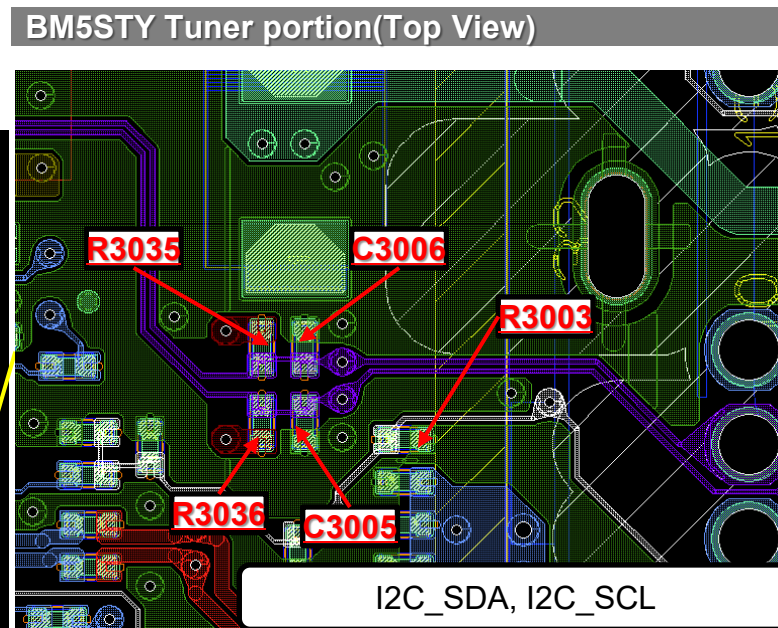 BM5STY Tuner portion(Top View)
R3035
C3006
R3003
R3036
C3005
I2C_SDA, I2C_SCL